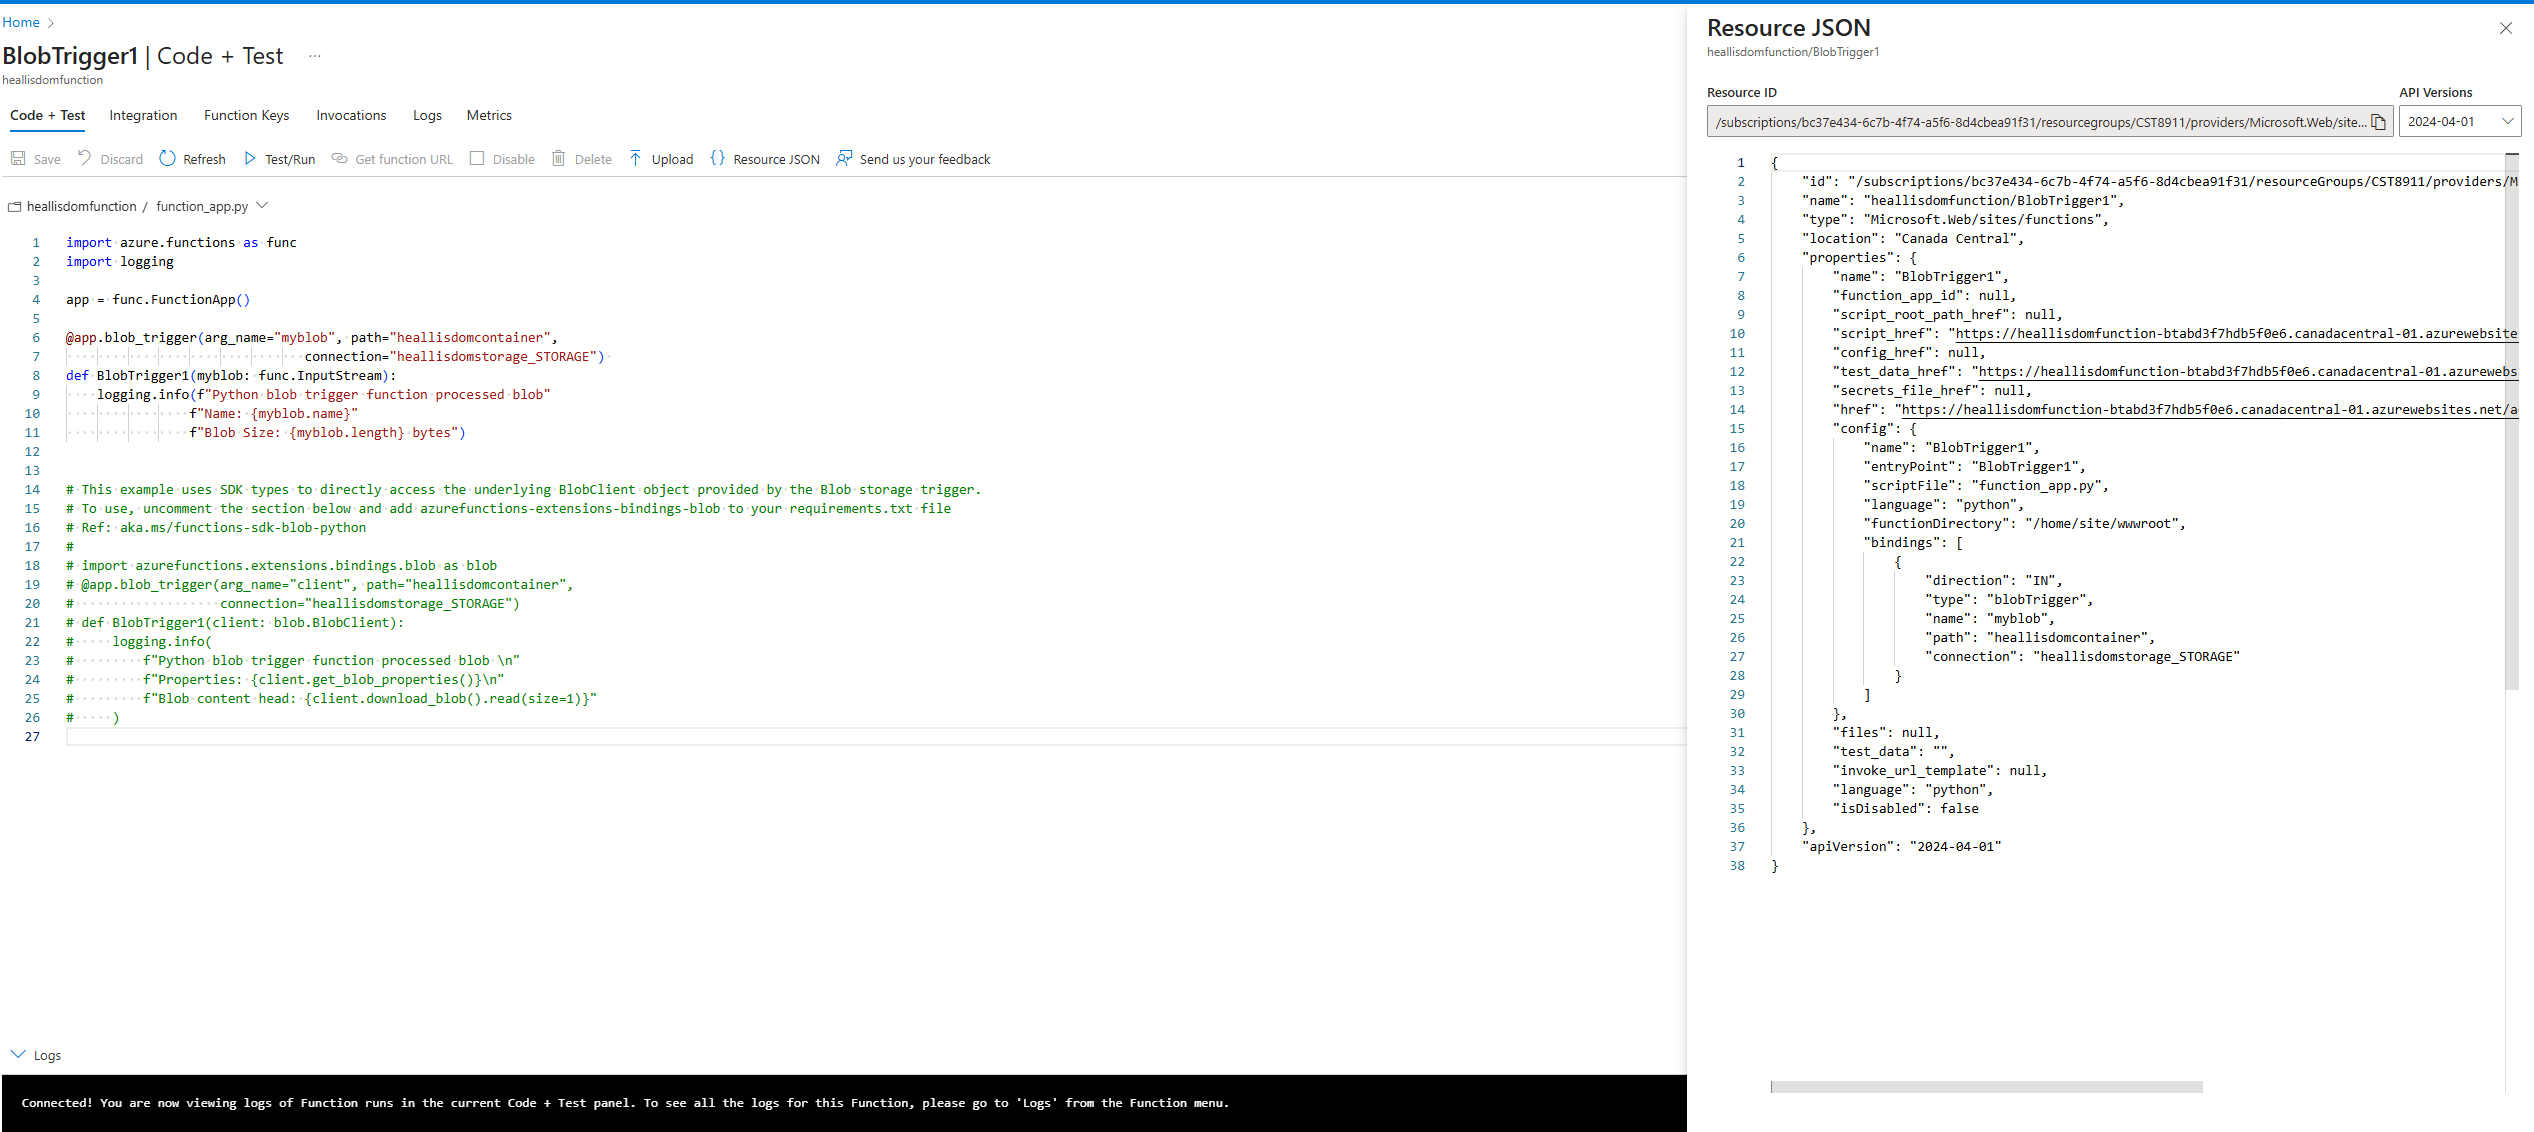 Home
BlobTrigger1 | Code + Test ...
heallisdomfunction
Code + Test Integration Function Keys Invocations Logs Metrics
Save Discard Refresh Test/Run Get function URL Disable Delete Upload {} Resource JSON Send us your feedback
heallisdomfunction / function_app.py
1 import azure.functions as func
2 import logging
3
4 app = func.FunctionApp()
5
6 @app.blob_trigger(arg_name="myblob", path="heallisdomcontainer",
7 connection="heallisdomstorage_STORAGE")
8 def BlobTrigger1(myblob: func.InputStream):
9 logging.info(f"Python blob trigger function processed blob"
10 f"Name: {myblob.name}"
11 f"Blob Size: {myblob.length} bytes")
12
13
14 # This example uses SDK types to directly access the underlying BlobClient object provided by the Blob storage trigger.
15 # To use, uncomment the section below and add azurefunctions-extensions-bindings-blob to your requirements.txt file
16 # Ref: aka.ms/functions-sdk-blob-python
17 #
18 # import azurefunctions.extensions.bindings.blob as blob
19 # @app.blob_trigger(arg_name="client", path="heallisdomcontainer",
20 # connection="heallisdomstorage_STORAGE")
21 # def BlobTrigger1(client: blob.BlobClient):
22 # logging.info(
23 # f"Python blob trigger function processed blob \n"
24 # f"Properties: {client.get_blob_properties()}\n"
25 # f"Blob content head: {client.download_blob().read(size=1)}"
26 # )
27
Logs
Connected! You are now viewing logs of Function runs in the current Code + Test panel. To see all the logs for this Function, please go to 'Logs' from the Function menu.
Resource JSON
heallisdomfunction/BlobTrigger1
Resource ID API Versions
/subscriptions/bc37e434-6c7b-4f74-a5f6-8d4cbea91f31/resourcegroups/CST8911/providers/Microsoft.Web/site... 2024-04-01
1 {
2 "id": "/subscriptions/bc37e434-6c7b-4f74-a5f6-8d4cbea91f31/resourceGroups/CST8911/providers/M
3 "name": "heallisdomfunction/BlobTrigger1",
4 "type": "Microsoft.Web/sites/functions",
5 "location": "Canada Central",
6 "properties": {
7 "name": "BlobTrigger1",
8 "function_app_id": null,
9 "script_root_path_href": null,
10 "script_href": "https://heallisdomfunction-btabd3f7hdb5f0e6.canadacentral-01.azurewebsite
11 "config_href": null,
12 "test_data_href": "https://heallisdomfunction-btabd3f7hdb5f0e6.canadacentral-01.azurewebs
13 "secrets_file_href": null,
14 "href": "https://heallisdomfunction-btabd3f7hdb5f0e6.canadacentral-01.azurewebsites.net/a
15 "config": {
16 "name": "BlobTrigger1",
17 "entryPoint": "BlobTrigger1",
18 "scriptFile": "function_app.py",
19 "language": "python",
20 "functionDirectory": "/home/site/wwwroot",
21 "bindings": [
22 {
23 "direction": "IN",
24 "type": "blobTrigger",
25 "name": "myblob",
26 "path": "heallisdomcontainer",
27 "connection": "heallisdomstorage_STORAGE"
28 }
29 ]
30 },
31 "files": null,
32 "test_data": "",
33 "invoke_url_template": null,
34 "language": "python",
35 "isDisabled": false
36 },
37 "apiVersion": "2024-04-01"
38 }